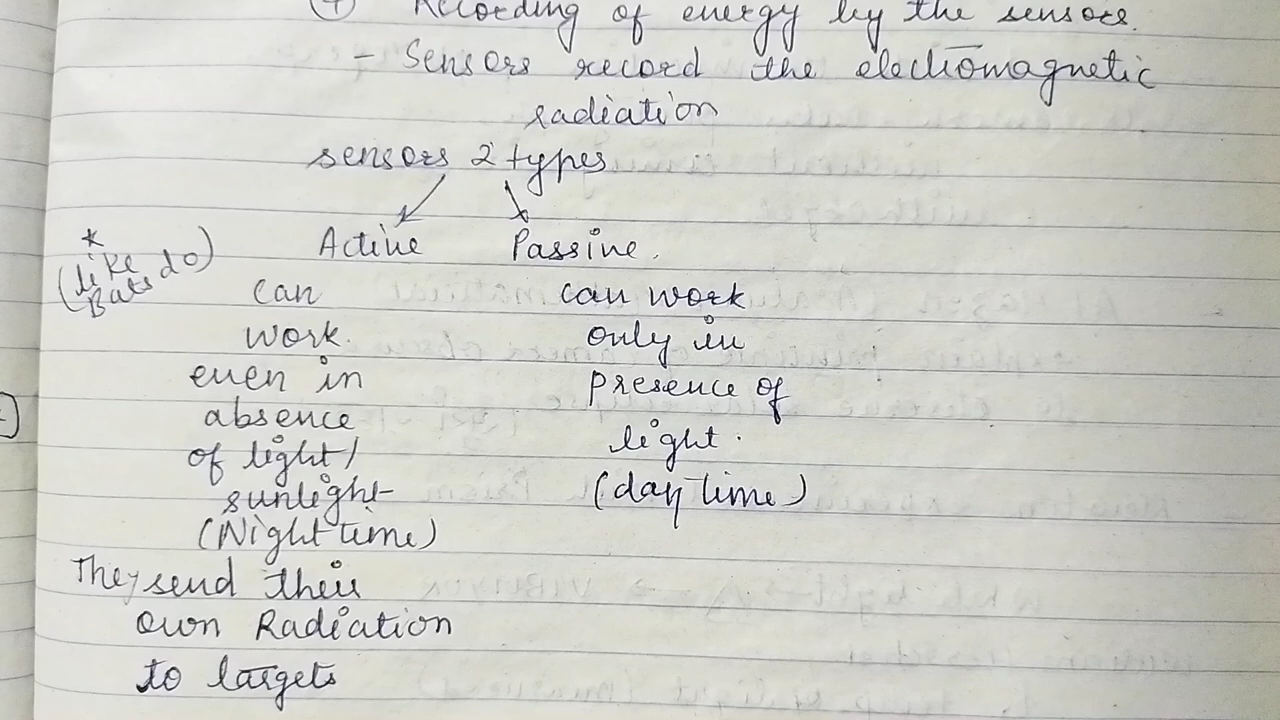 Recording of energy by the sensors.
- Sensors record the electromagnetic
radiation
sensors 2 types
Active Passive.
*
(like
Bats do)
can
work.
even in
absence
of light/
sunlight
(Night time)
They send their
own Radiation
to targets
can work
only in
presence of
light.
(day time)